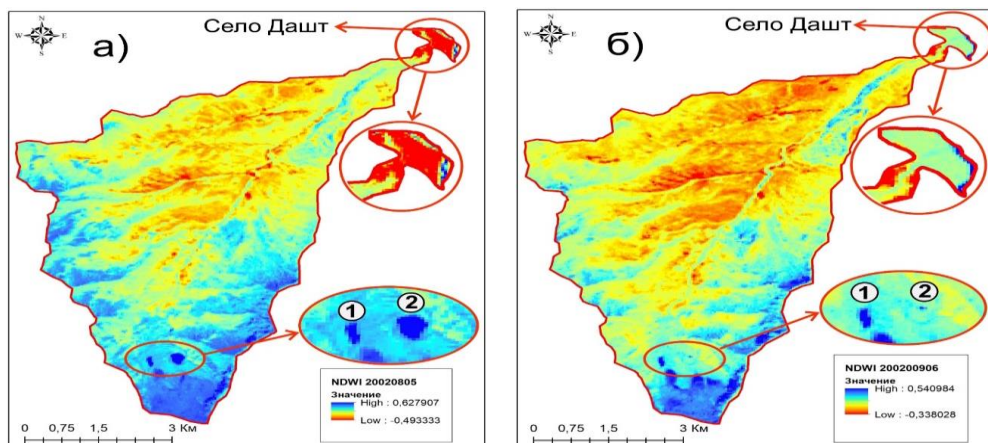 N
W E
S
а)
Село Дашт
1
2
NDWI 20020805
Значение
High : 0,627907
Low : -0,493333
0 0,75 1.5 3 Км
N
W E
S
б)
Село Дашт
1
2
NDWI 200200906
Значение
High : 0,540984
Low : -0,338028
0 0,75 1.5 3 Км